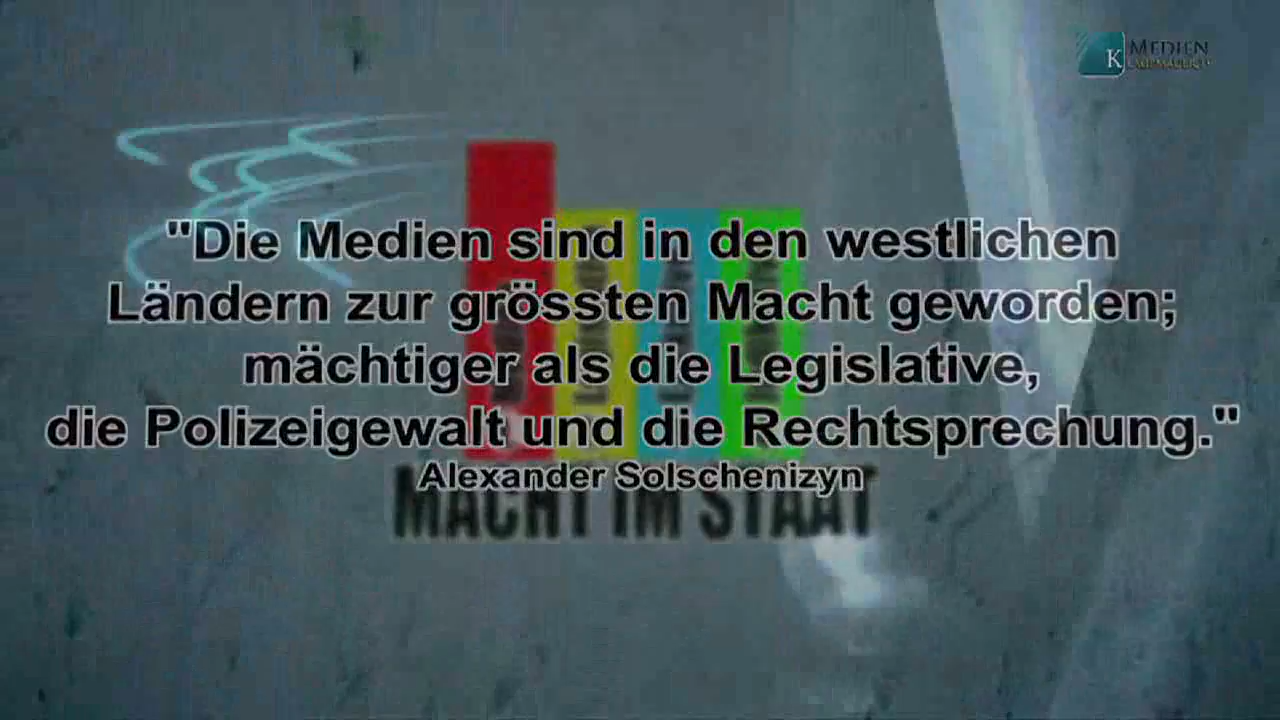 MEDIEN
K
"Die Medien sind in den westlichen
Ländern zur grössten Macht geworden;
mächtiger als die Legislative,
die Polizeigewalt und die Rechtsprechung."
Alexander Solschenizyn
MACHT IM STAAT